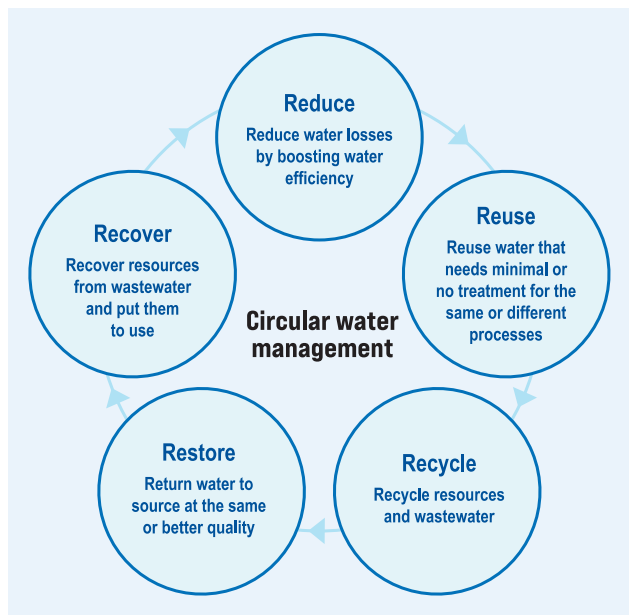 Reduce
Reduce water losses
by boosting water
efficiency
Reuse
Reuse water that
needs minimal or
no treatment for the
same or different
processes
Recycle
Recycle resources
and wastewater
Restore
Return water to
source at the same
or better quality
Recover
Recover resources
from wastewater
and put them
to use
Circular water
management